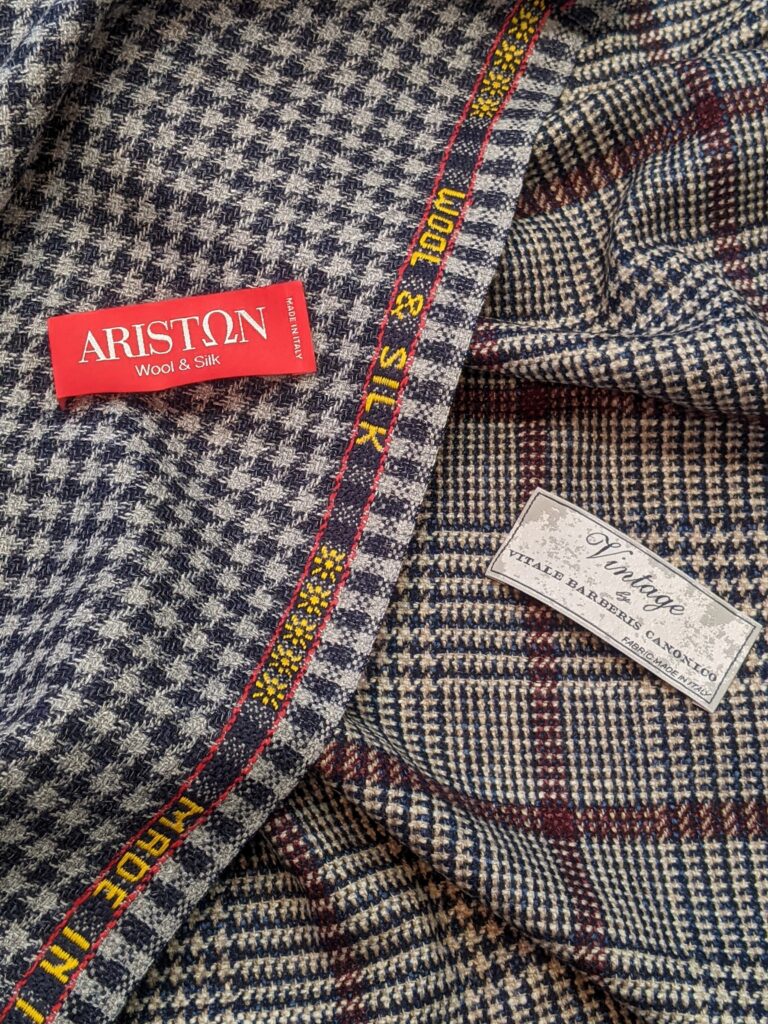 ARISTΩN
Wool & Silk
MADE IN ITALY
WOOL & SILK
MADE IN
Vintage
by
VITALE BARBERIS CANONICO
FABRIC MADE IN ITALY